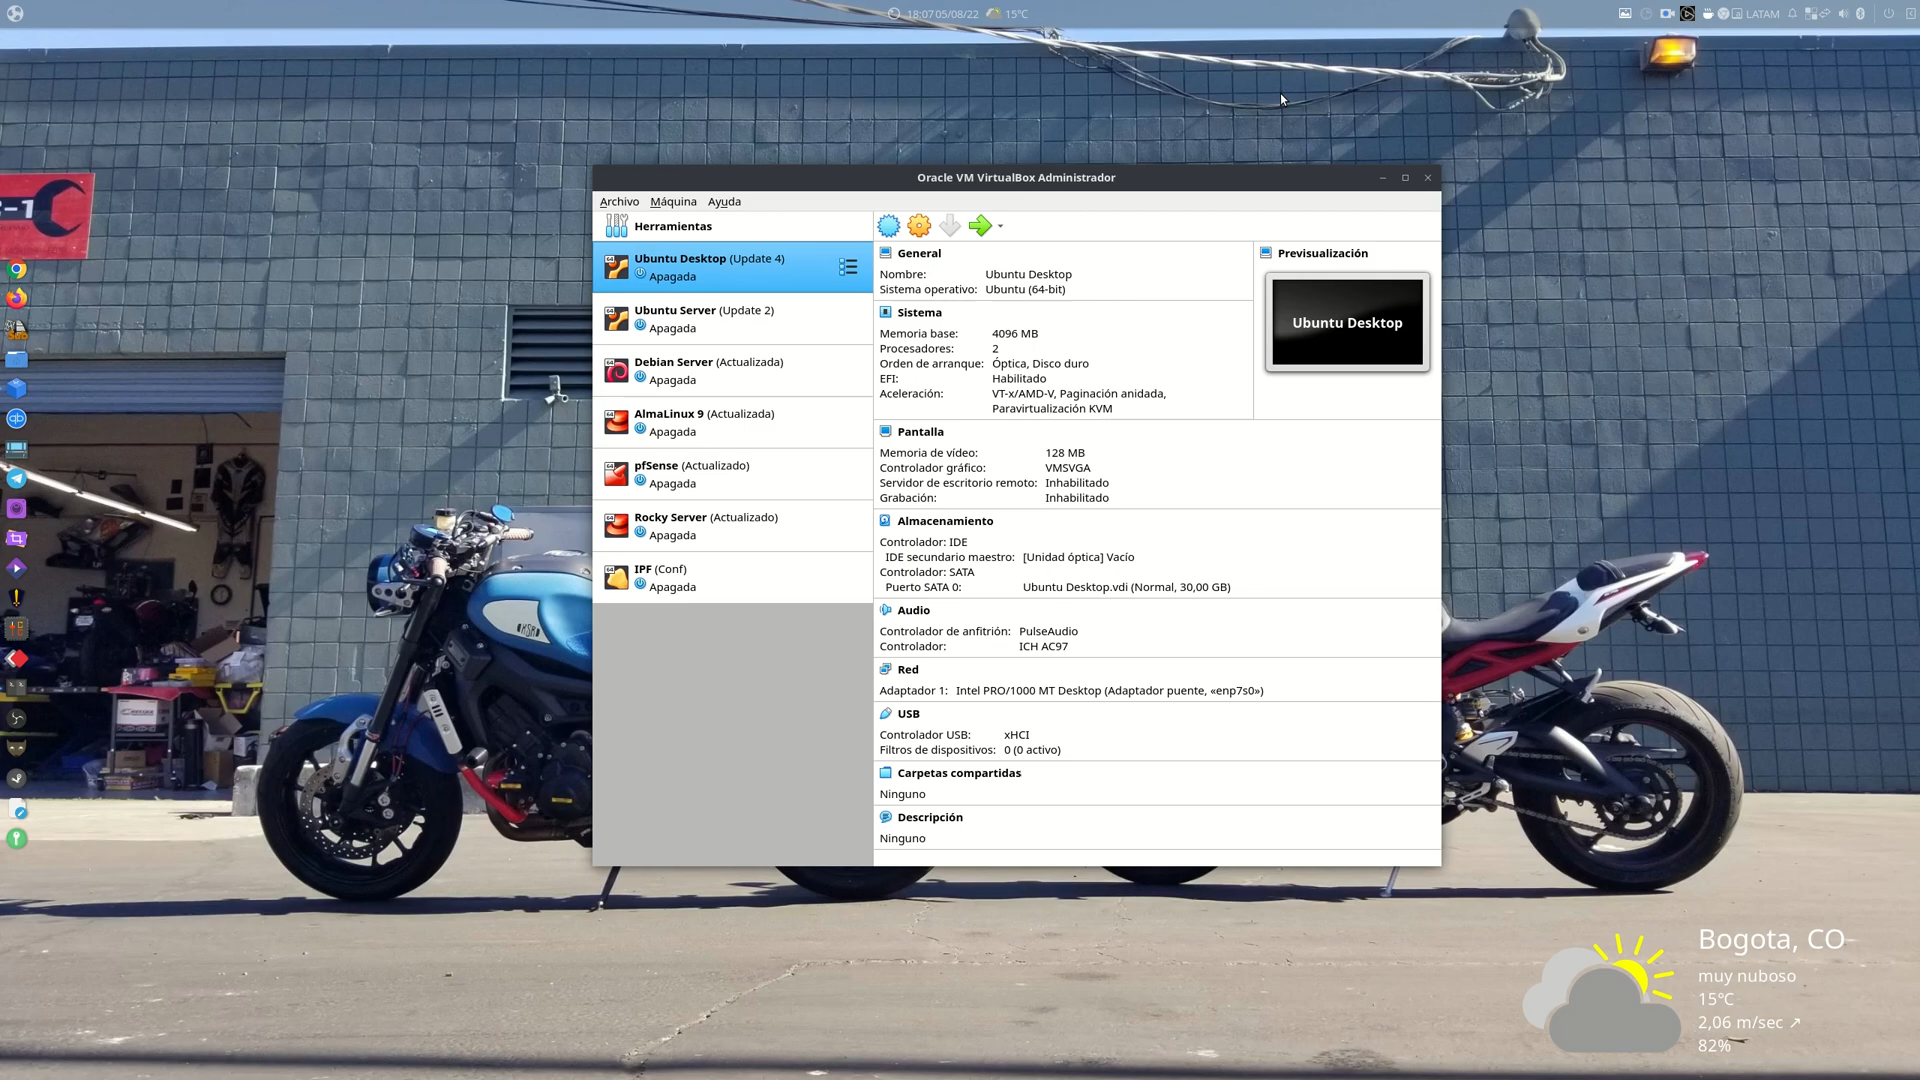 18:07 05/08/22 15°C
LATAM
-1
Oracle VM VirtualBox Administrador
Archivo Máquina Ayuda
Herramientas
Ubuntu Desktop (Update 4)
Apagada
Ubuntu Server (Update 2)
Apagada
Debian Server (Actualizada)
Apagada
AlmaLinux 9 (Actualizada)
Apagada
pfSense (Actualizado)
Apagada
Rocky Server (Actualizado)
Apagada
IPF (Conf)
Apagada
General
Nombre: Ubuntu Desktop
Sistema operativo: Ubuntu (64-bit)
Previsualización
Ubuntu Desktop
Sistema
Memoria base: 4096 MB
Procesadores: 2
Orden de arranque: Óptica, Disco duro
EFI: Habilitado
Aceleración: VT-x/AMD-V, Paginación anidada,
Paravirtualización KVM
Pantalla
Memoria de vídeo: 128 MB
Controlador gráfico: VMSVGA
Servidor de escritorio remoto: Inhabilitado
Grabación: Inhabilitado
Almacenamiento
Controlador: IDE
IDE secundario maestro: [Unidad óptica] Vacío
Controlador: SATA
Puerto SATA 0: Ubuntu Desktop.vdi (Normal, 30,00 GB)
Audio
Controlador de anfitrión: PulseAudio
Controlador: ICH AC97
Red
Adaptador 1: Intel PRO/1000 MT Desktop (Adaptador puente, «enp7s0»)
USB
Controlador USB: xHCI
Filtros de dispositivos: 0 (0 activo)
Carpetas compartidas
Ninguno
Descripción
Ninguno
Bogota, CO
muy nuboso
15°C
2,06 m/sec ↗
82%